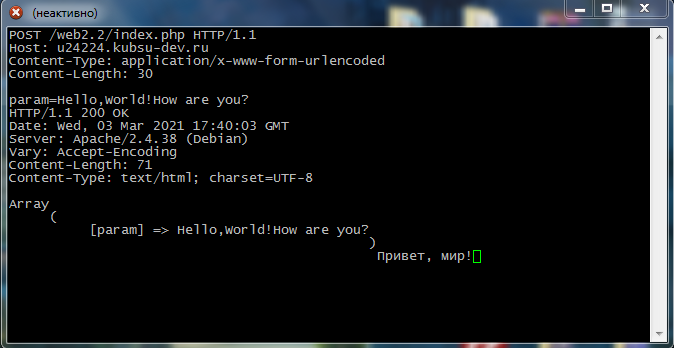 (неактивно)
POST /web2.2/index.php HTTP/1.1
Host: u24224.kubsu-dev.ru
Content-Type: application/x-www-form-urlencoded
Content-Length: 30

param=Hello,World!How are you?
HTTP/1.1 200 OK
Date: Wed, 03 Mar 2021 17:40:03 GMT
Server: Apache/2.4.38 (Debian)
Vary: Accept-Encoding
Content-Length: 71
Content-Type: text/html; charset=UTF-8

Array
(
[param] => Hello,World!How are you?
)
Привет, мир!